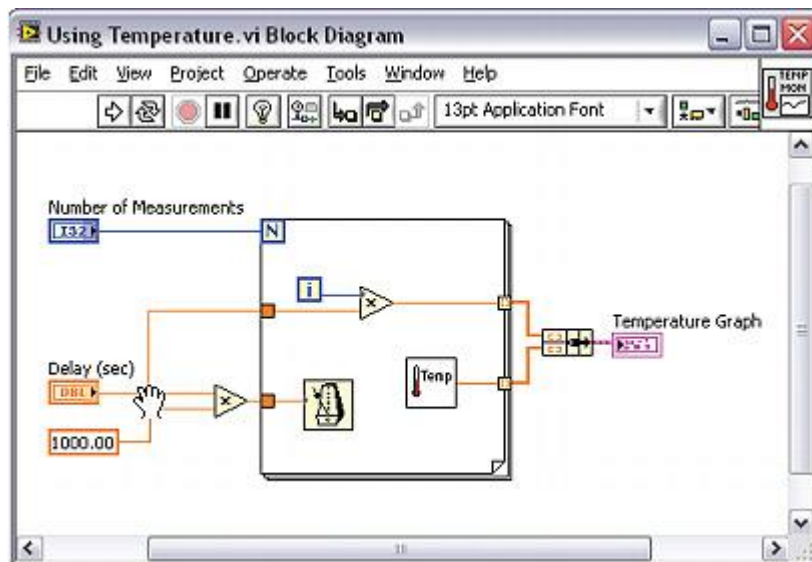 Using Temperature.vi Block Diagram
File Edit View Project Operate Tools Window Help
TEMP
MON
13pt Application Font
Number of Measurements
I32
N
i
x
Temperature Graph
Delay (sec)
DBL
x
Temp
1000.00